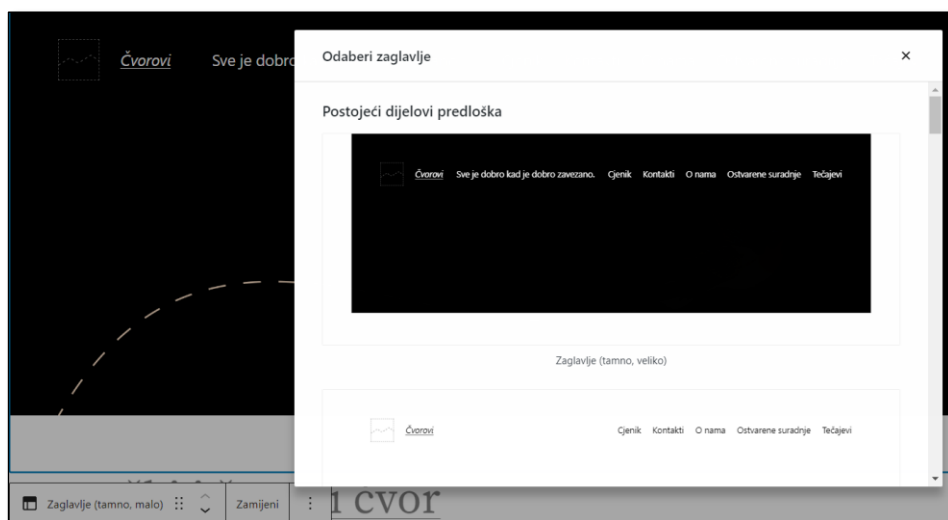 Čvorovi Sve je dobro
Odaberi zaglavlje
Postojeći dijelovi predloška
Čvorovi Sve je dobro kad je dobro zavezano. Cjenik Kontakti O nama Ostvarene suradnje Tečajevi
Zaglavlje (tamno, veliko)
Čvorovi Cjenik Kontakti O nama Ostvarene suradnje Tečajevi
Zaglavlje (tamno, malo) Zamijeni
čvor